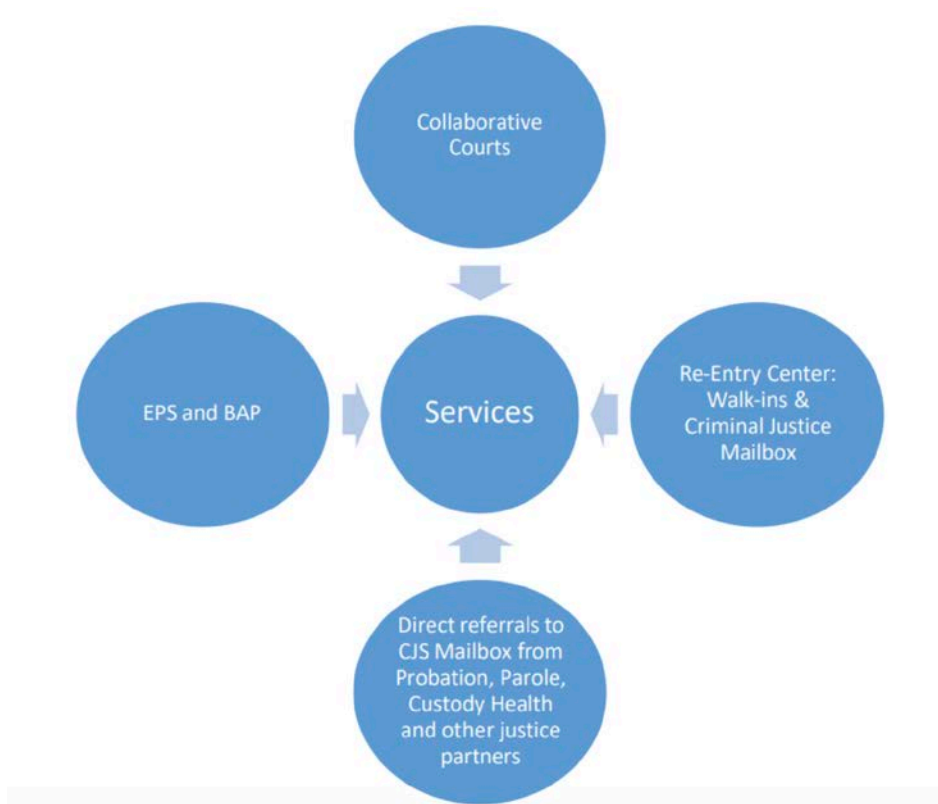 Collaborative
Courts
EPS and BAP
Services
Re-Entry Center:
Walk-ins &
Criminal Justice
Mailbox
Direct referrals to
CJS Mailbox from
Probation, Parole,
Custody Health
and other justice
partners